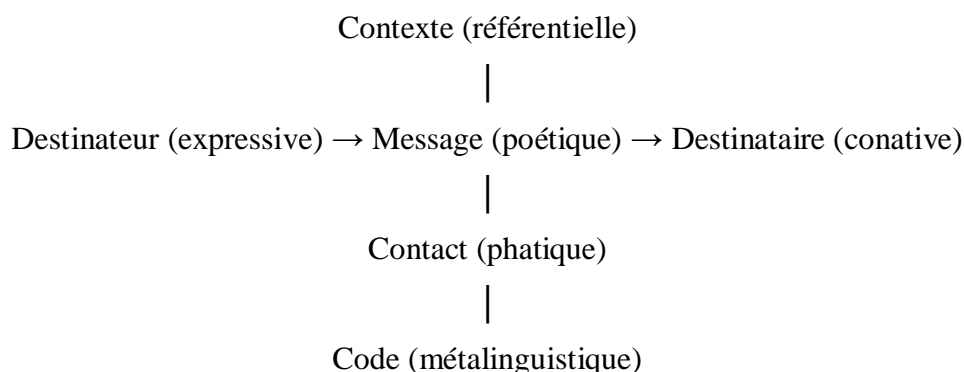 Contexte (référentielle)
Destinateur (expressive) → Message (poétique) → Destinataire (conative)
Contact (phatique)
Code (métalinguistique)